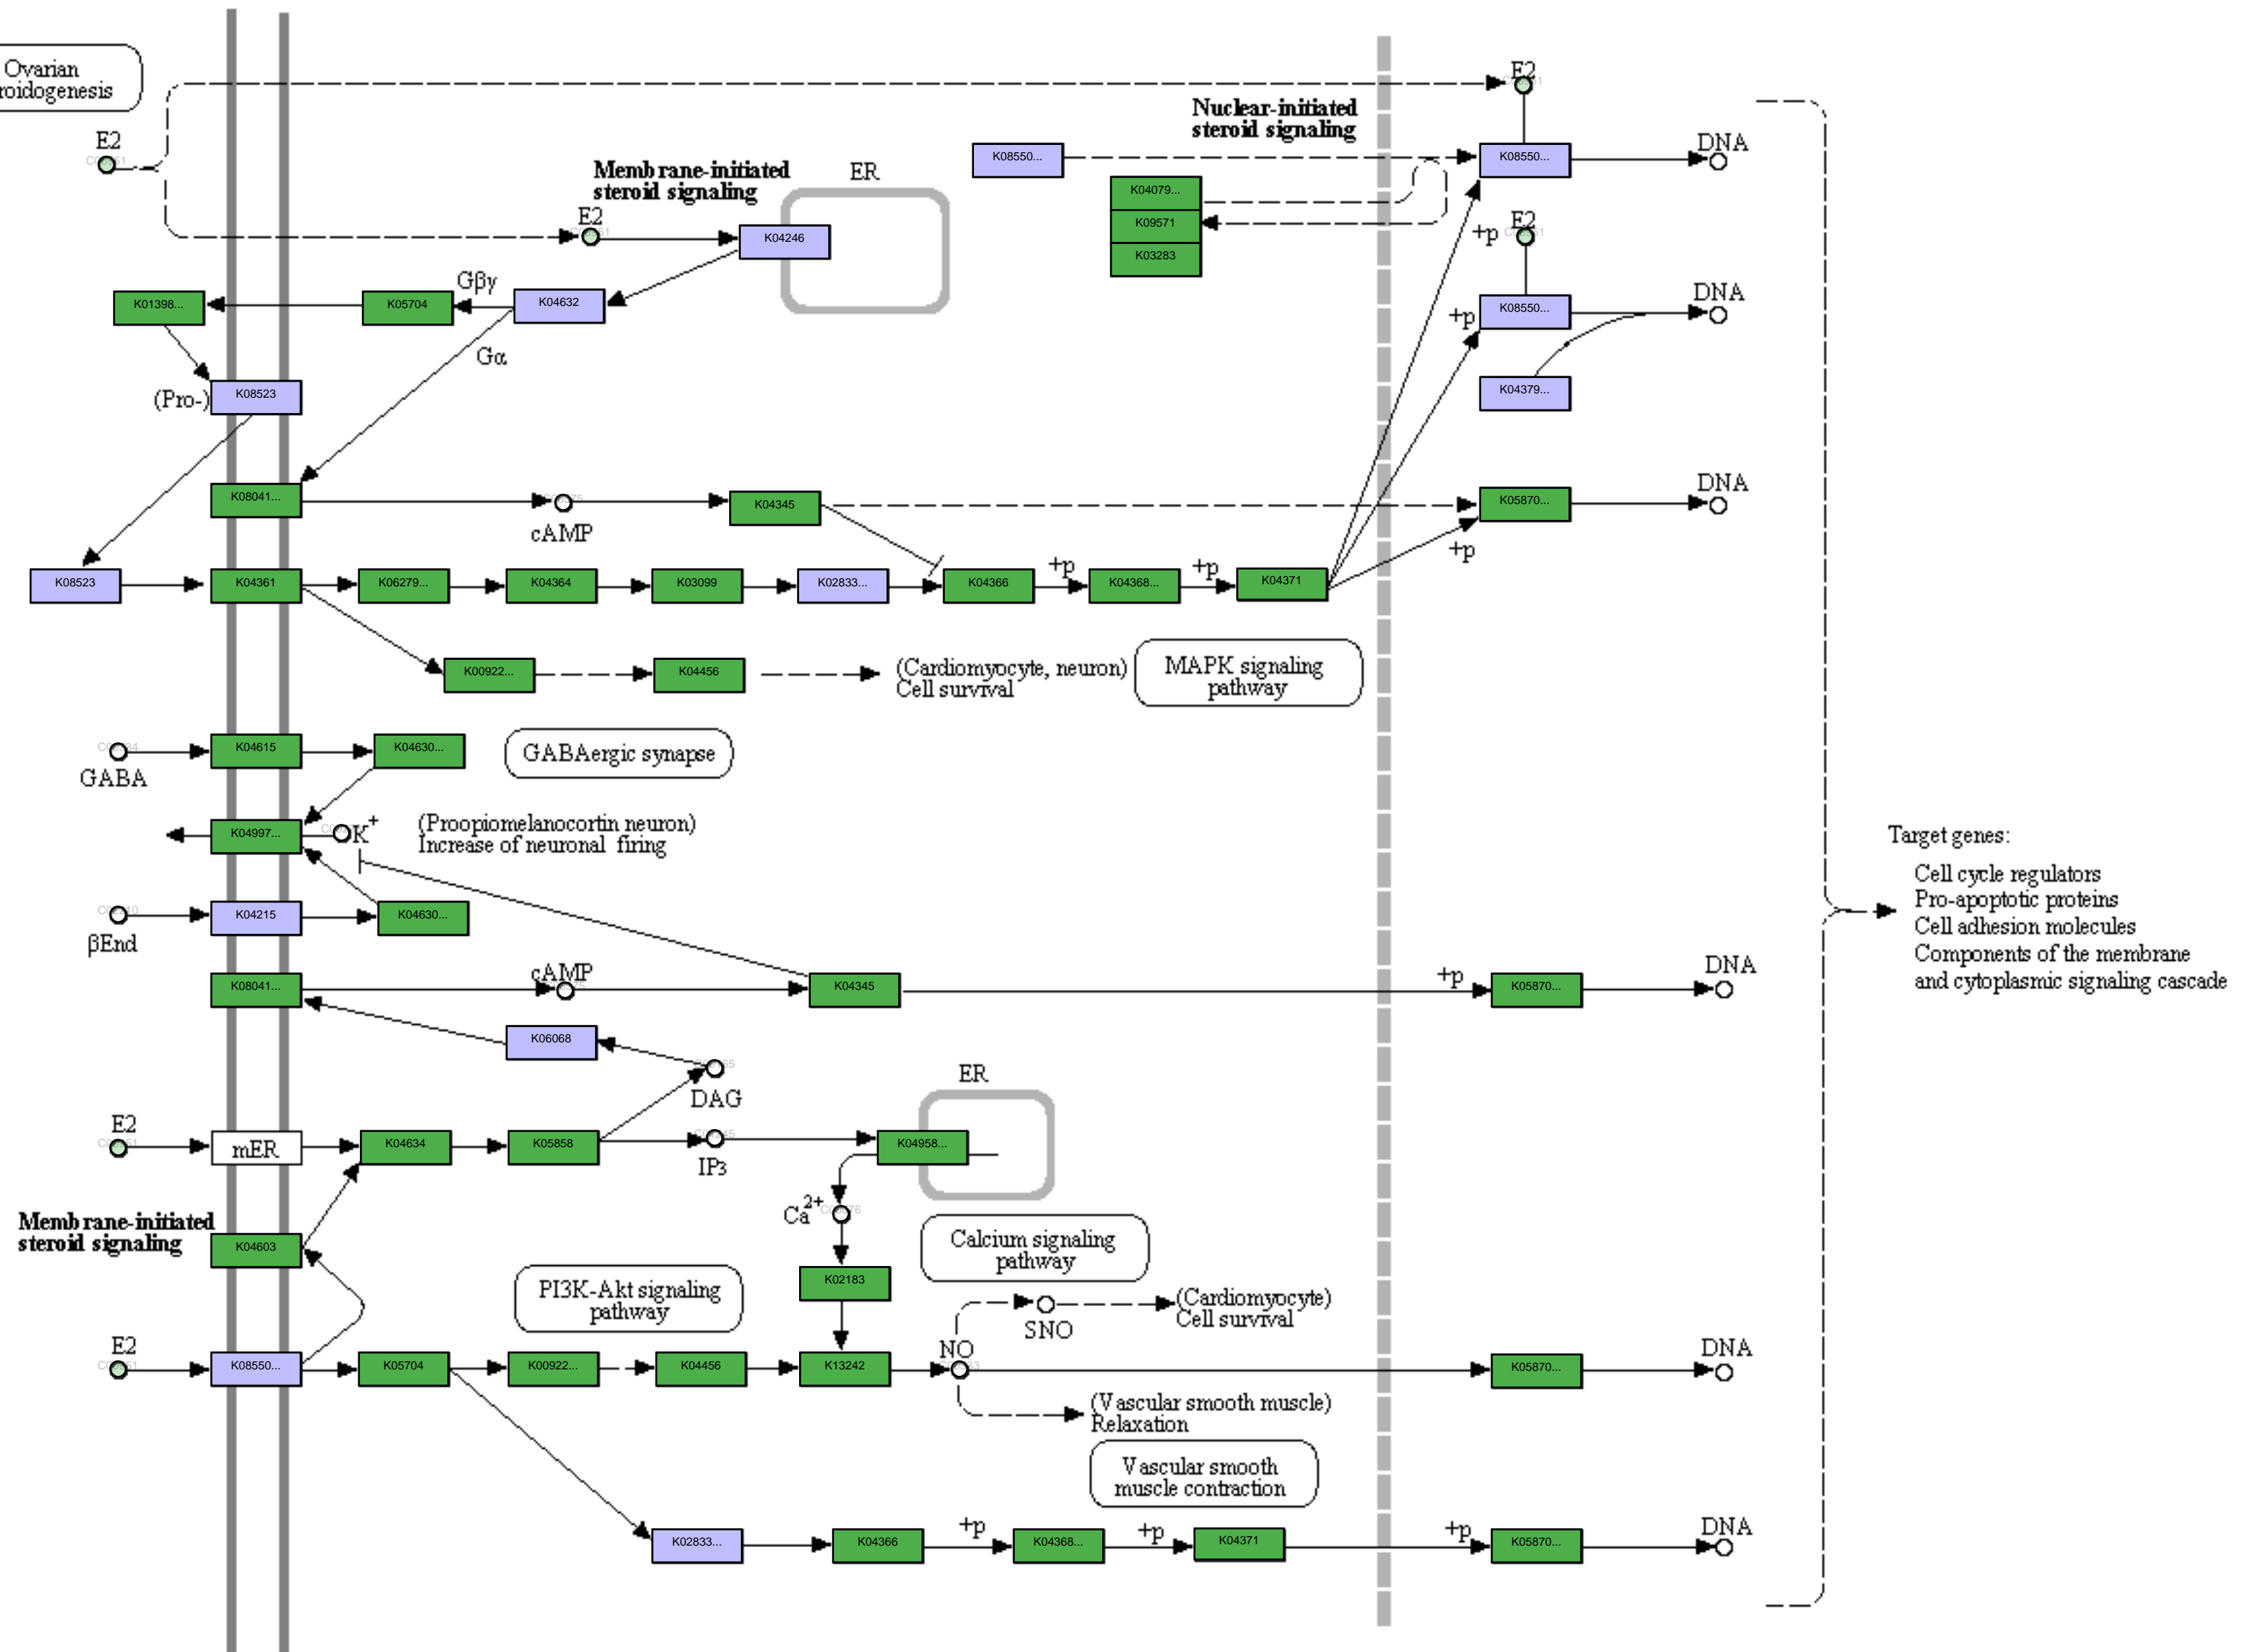 Ovarian
roidogenesis
E2
E2
Nuclear-initiated
steroid signaling
DNA
K08550...
K08550...
Membrane-initiated
steroid signaling
ER
K04079...
K09571
K03283
E2
K04246
+p
E2
K01398...
K05704
Gβγ
K04632
Gα
+p
K08550...
DNA
(Pro-)
K08523
K04379...
K08041...
cAMP
K04345
K05870...
DNA
+p
K08523
K04361
K06279...
K04364
K03099
K02833...
K04366
+p
K04368...
+p
K04371
K00922...
K04456
(Cardiomyocyte, neuron)
Cell survival
MAPK signaling
pathway
GABA
K04615
K04630...
GABAergic synapse
K04997...
K+
(Proopiomelanocortin neuron)
Increase of neuronal firing
Target genes:
Cell cycle regulators
Pro-apoptotic proteins
Cell adhesion molecules
Components of the membrane
and cytoplasmic signaling cascade
βEnd
K04215
K04630...
K08041...
cAMP
K04345
+p
K05870...
DNA
K06068
DAG
ER
E2
mER
K04634
K05858
IP3
K04958...
Ca2+
Membrane-initiated
steroid signaling
K04603
Calcium signaling
pathway
PI3K-Akt signaling
pathway
K02183
SNO
(Cardiomyocyte)
Cell survival
E2
K08550...
K05704
K00922...
K04456
K13242
NO
K05870...
DNA
(Vascular smooth muscle)
Relaxation
Vascular smooth
muscle contraction
K02833...
K04366
+p
K04368...
+p
K04371
+p
K05870...
DNA